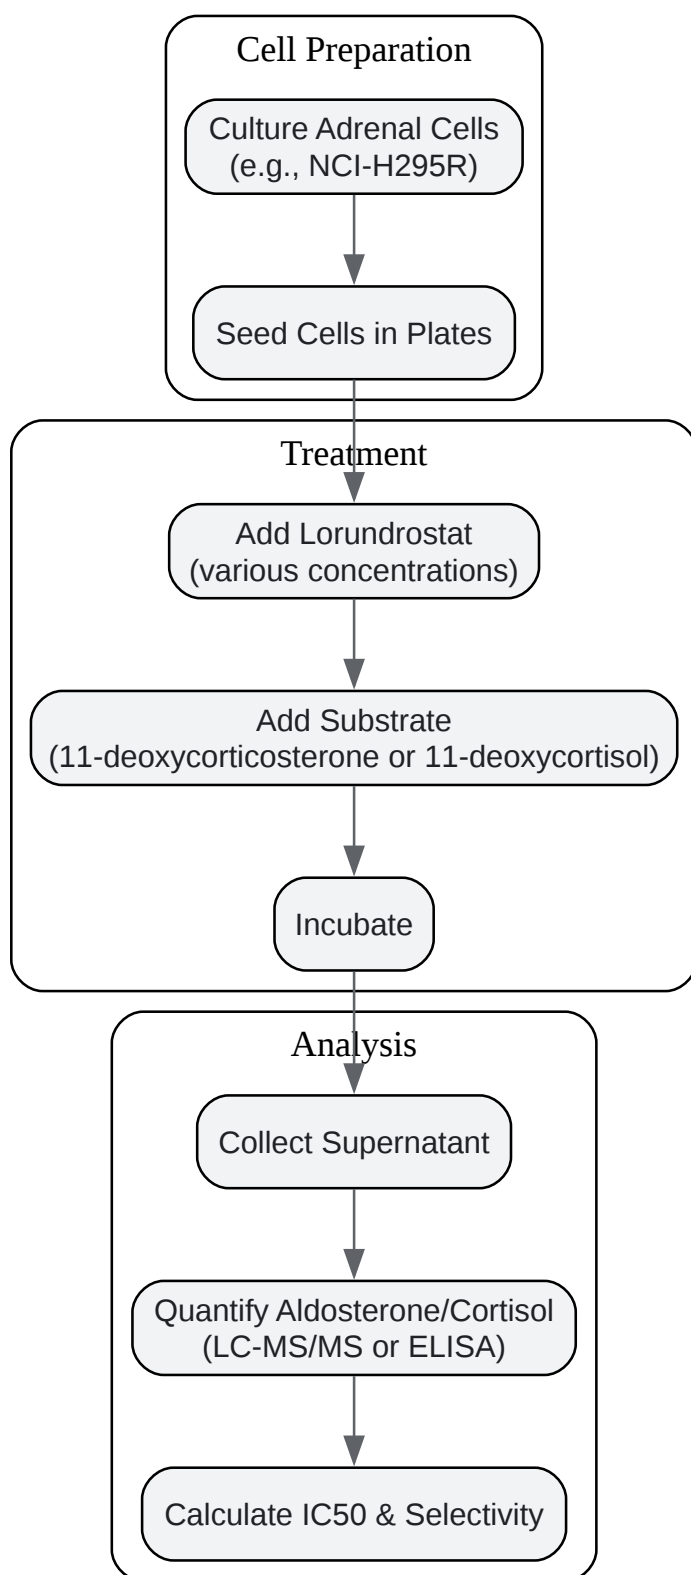 Cell Preparation
Culture Adrenal Cells
(e.g., NCI-H295R)
Seed Cells in Plates
Treatment
Add Lorundrostat
(various concentrations)
Add Substrate
(11-deoxycorticosterone or 11-deoxycortisol)
Incubate
Analysis
Collect Supernatant
Quantify Aldosterone/Cortisol
(LC-MS/MS or ELISA)
Calculate IC50 & Selectivity